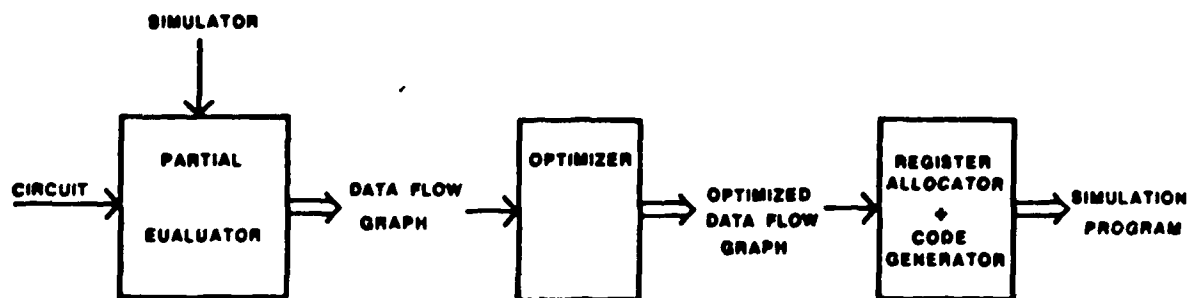 SIMULATOR
CIRCUIT
PARTIAL
EUALUATOR
DATA FLOW
GRAPH
OPTIMIZER
OPTIMIZED
DATA FLOW
GRAPH
REGISTER
ALLOCATOR
+
CODE
GENERATOR
SIMULATION
PROGRAM